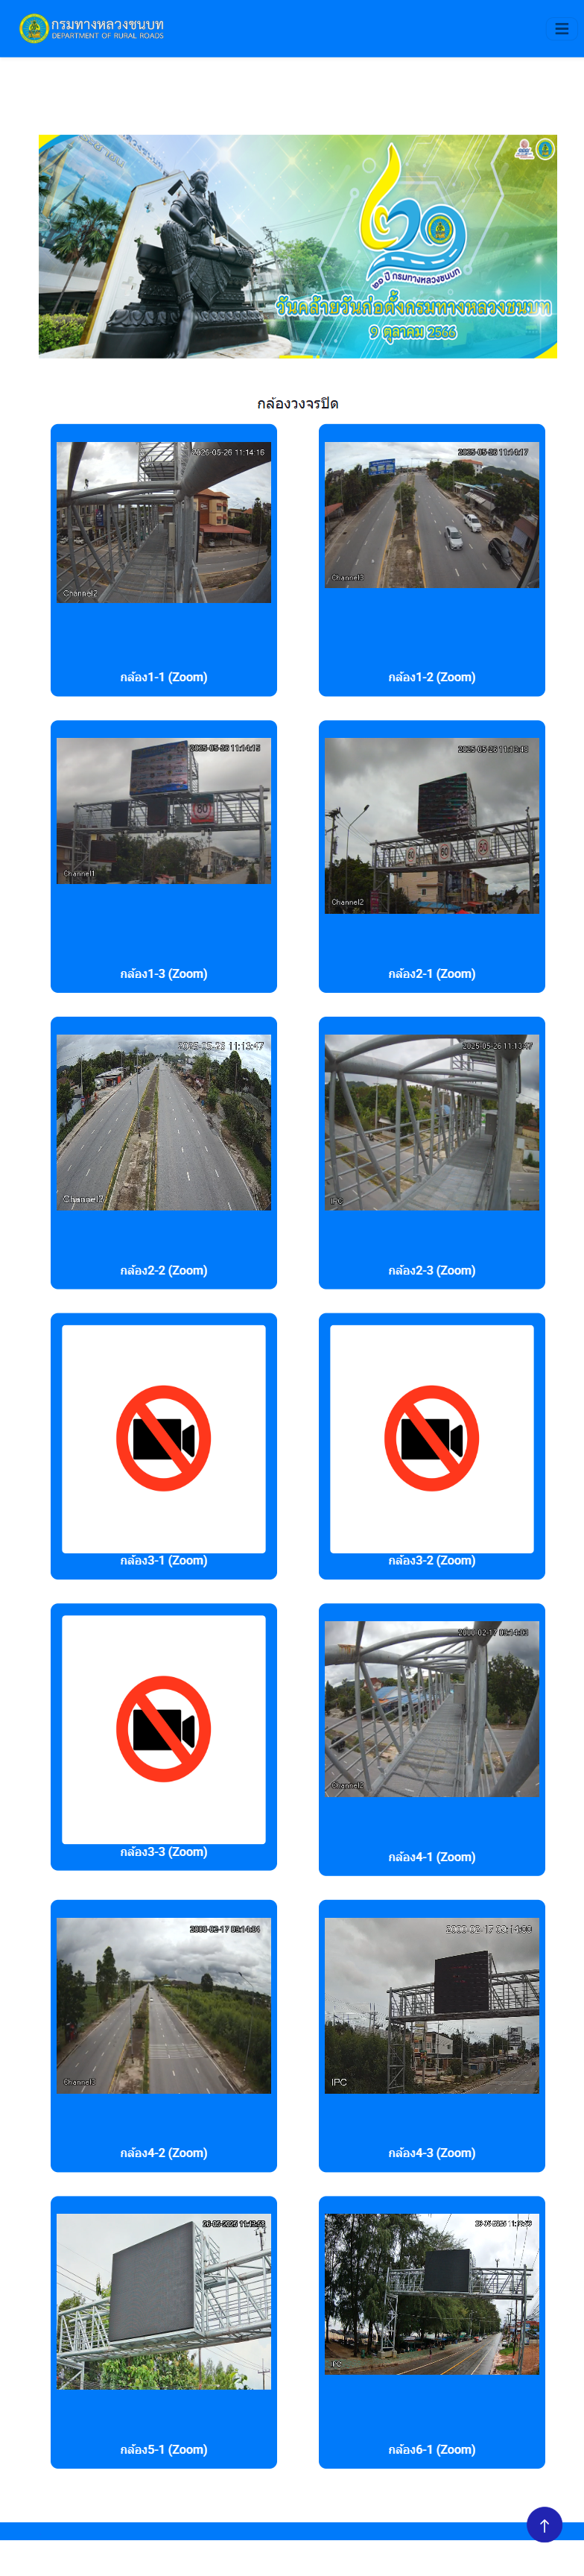 กรมทางหลวงชนบท
DEPARTMENT OF RURAL ROADS
๒๑ ปี กรมทางหลวงชนบท
วันคล้ายวันก่อตั้งกรมทางหลวงชนบท
9 ตุลาคม 2566
กล้องวงจรปิด
2025-05-26 11:14:16
Channel2
กล้อง1-1 (Zoom)
2025-05-26 11:14:17
Channel3
กล้อง1-2 (Zoom)
2025-05-26 11:14:15
80
Channel1
กล้อง1-3 (Zoom)
2025-05-26 11:13:48
60 60 80
Channel2
กล้อง2-1 (Zoom)
2025-05-26 11:13:47
กล้อง2-2 (Zoom)
2025-05-26 11:13:47
IPC
กล้อง2-3 (Zoom)
กล้อง3-1 (Zoom)
กล้อง3-2 (Zoom)
กล้อง3-3 (Zoom)
Channel2
กล้อง4-1 (Zoom)
กล้อง4-2 (Zoom)
IPC
กล้อง4-3 (Zoom)
กล้อง5-1 (Zoom)
IPC
กล้อง6-1 (Zoom)